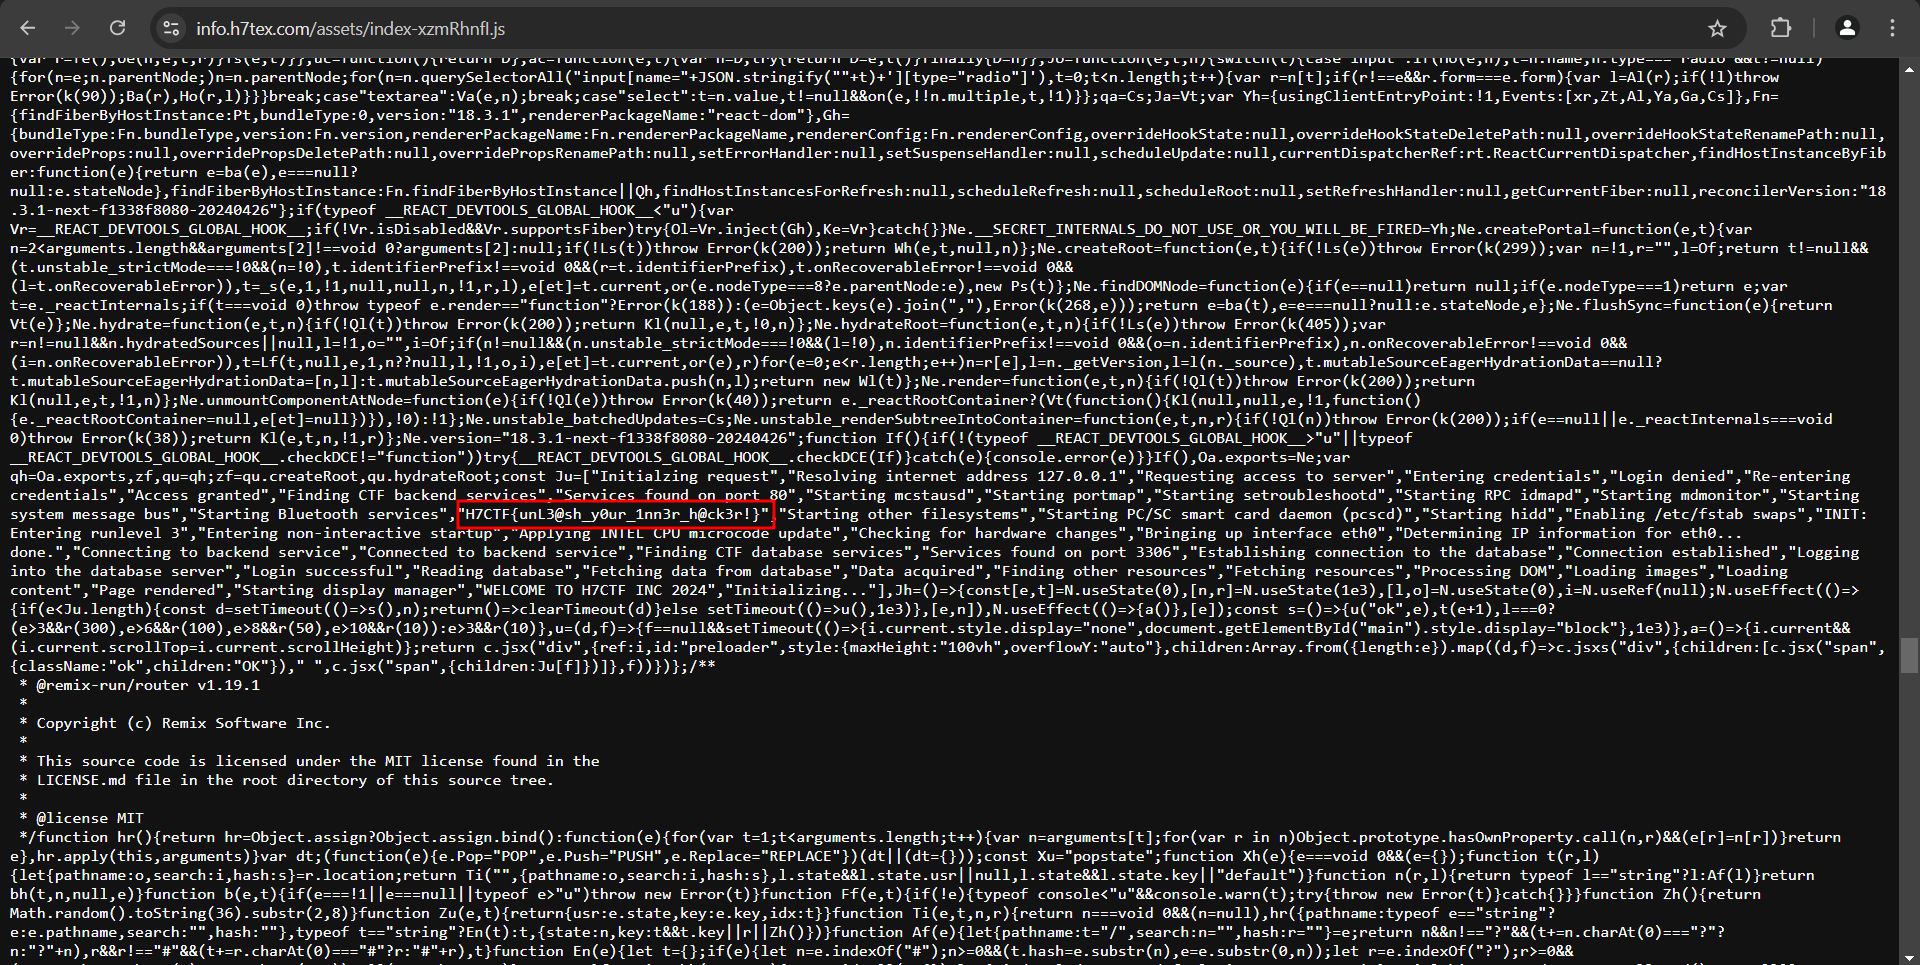 info.h7tex.com/assets/index-xzmRhnfI.js
{for(n=e;n.parentNode;)n=n.parentNode;for(n=n.querySelectorAll("input[name="+JSON.stringify(""+t)+'][type="radio"]'),t=0;t<n.length;t++){var r=n[t];if(r!==e&&r.form===e.form){var l=Al(r);if(!l)throw
Error(k(90));Ba(r),Ho(r,l)}}}break;case"textarea":Va(e,n);break;case"select":t=n.value,t!=null&&on(e,!!n.multiple,t,!1)}};qa=Cs;Ja=Vt;var Yh={usingClientEntryPoint:!1,Events:[xr,Zt,Al,Ya,Ga,Cs]},Fn=
{findFiberByHostInstance:Pt,bundleType:0,version:"18.3.1",rendererPackageName:"react-dom"},Gh=
{bundleType:Fn.bundleType,version:Fn.version,rendererPackageName:Fn.rendererPackageName,rendererConfig:Fn.rendererConfig,overrideHookState:null,overrideHookStateDeletePath:null,overrideHookStateRenamePath:null,
overrideProps:null,overridePropsDeletePath:null,overridePropsRenamePath:null,setErrorHandler:null,setSuspenseHandler:null,scheduleUpdate:null,currentDispatcherRef:rt.ReactCurrentDispatcher,findHostInstanceByFib
er:function(e){return e=ba(e),e===null?
null:e.stateNode},findFiberByHostInstance:Fn.findFiberByHostInstance||Qh,findHostInstancesForRefresh:null,scheduleRefresh:null,scheduleRoot:null,setRefreshHandler:null,getCurrentFiber:null,reconcilerVersion:"18
.3.1-next-f1338f8080-20240426"};if(typeof __REACT_DEVTOOLS_GLOBAL_HOOK__<"u"){var
Vr=__REACT_DEVTOOLS_GLOBAL_HOOK__;if(!Vr.isDisabled&&Vr.supportsFiber)try{Ol=Vr.inject(Gh),Ke=Vr}catch{}}Ne.__SECRET_INTERNALS_DO_NOT_USE_OR_YOU_WILL_BE_FIRED=Yh;Ne.createPortal=function(e,t){var
n=2<arguments.length&&arguments[2]!==void 0?arguments[2]:null;if(!Ls(t))throw Error(k(200));return Wh(e,t,null,n)};Ne.createRoot=function(e,t){if(!Ls(e))throw Error(k(299));var n=!1,r="",l=Of;return t!=null&&
(t.unstable_strictMode===!0&&(n=!0),t.identifierPrefix!==void 0&&(r=t.identifierPrefix),t.onRecoverableError!==void 0&&
(l=t.onRecoverableError)),t=_s(e,1,!1,null,null,n,!1,r,l),e[et]=t.current,or(e.nodeType===8?e.parentNode:e),new Ps(t)};Ne.findDOMNode=function(e){if(e==null)return null;if(e.nodeType===1)return e;var
t=e._reactInternals;if(t===void 0)throw typeof e.render=="function"?Error(k(188)):(e=Object.keys(e).join(","),Error(k(268,e)));return e=ba(t),e=e===null?null:e.stateNode,e};Ne.flushSync=function(e){return
Vt(e)};Ne.hydrate=function(e,t,n){if(!Ql(t))throw Error(k(200));return Kl(null,e,t,!0,n)};Ne.hydrateRoot=function(e,t,n){if(!Ls(e))throw Error(k(405));var
r=n!=null&&n.hydratedSources||null,l=!1,o="",i=Of;if(n!=null&&(n.unstable_strictMode===!0&&(l=!0),n.identifierPrefix!==void 0&&(o=n.identifierPrefix),n.onRecoverableError!==void 0&&
(i=n.onRecoverableError)),t=Lf(t,null,e,1,n??null,l,!1,o,i),e[et]=t.current,or(e),r)for(e=0;e<r.length;e++)n=r[e],l=n._getVersion,l=l(n._source),t.mutableSourceEagerHydrationData==null?
t.mutableSourceEagerHydrationData=[n,l]:t.mutableSourceEagerHydrationData.push(n,l);return new Wl(t)};Ne.render=function(e,t,n){if(!Ql(t))throw Error(k(200));return
Kl(null,e,t,!1,n)};Ne.unmountComponentAtNode=function(e){if(!Ql(e))throw Error(k(40));return e._reactRootContainer?(Vt(function(){Kl(null,null,e,!1,function()
{e._reactRootContainer=null,e[et]=null})}),!0):!1};Ne.unstable_batchedUpdates=Cs;Ne.unstable_renderSubtreeIntoContainer=function(e,t,n,r){if(!Ql(n))throw Error(k(200));if(e==null||e._reactInternals===void
0)throw Error(k(38));return Kl(e,t,n,!1,r)};Ne.version="18.3.1-next-f1338f8080-20240426";function If(){if(!(typeof __REACT_DEVTOOLS_GLOBAL_HOOK__>"u"||typeof
__REACT_DEVTOOLS_GLOBAL_HOOK__.checkDCE!="function"))try{__REACT_DEVTOOLS_GLOBAL_HOOK__.checkDCE(If)}catch(e){console.error(e)}}If(),Oa.exports=Ne;var
qh=Oa.exports,zf,qu=qh;zf=qu.createRoot,qu.hydrateRoot;const Ju=["Initialzing request","Resolving internet address 127.0.0.1","Requesting access to server","Entering credentials","Login denied","Re-entering
credentials","Access granted","Finding CTF backend services","Services found on port 80","Starting mcstausd","Starting portmap","Starting setroubleshootd","Starting RPC idmapd","Starting mdmonitor","Starting
system message bus","Starting Bluetooth services","H7CTF{unL3@sh_y0ur_1nn3r_h@ck3r!}","Starting other filesystems","Starting PC/SC smart card daemon (pcscd)","Starting hidd","Enabling /etc/fstab swaps","INIT:
Entering runlevel 3","Entering non-interactive startup","Applying INTEL CPU microcode update","Checking for hardware changes","Bringing up interface eth0","Determining IP information for eth0...
done.","Connecting to backend service","Connected to backend service","Finding CTF database services","Services found on port 3306","Establishing connection to the database","Connection established","Logging
into the database server","Login successful","Reading database","Fetching data from database","Data acquired","Finding other resources","Fetching resources","Processing DOM","Loading images","Loading
content","Page rendered","Starting display manager","WELCOME TO H7CTF INC 2024","Initializing..."],Jh=()=>{const[e,t]=N.useState(0),[n,r]=N.useState(1e3),[l,o]=N.useState(0),i=N.useRef(null);N.useEffect(()=>
{if(e<Ju.length){const d=setTimeout(()=>s(),n);return()=>clearTimeout(d)}else setTimeout(()=>u(),1e3)},[e,n]),N.useEffect(()=>{a()},[e]);const s=()=>{u("ok",e),t(e+1),l===0?
(e>3&&r(300),e>6&&r(100),e>8&&r(50),e>10&&r(10)):e>3&&r(10)},u=(d,f)=>{f==null&&setTimeout(()=>{i.current.style.display="none",document.getElementById("main").style.display="block"},1e3)},a=()=>{i.current&&
(i.current.scrollTop=i.current.scrollHeight)};return c.jsx("div",{ref:i,id:"preloader",style:{maxHeight:"100vh",overflowY:"auto"},children:Array.from({length:e}).map((d,f)=>c.jsxs("div",{children:[c.jsx("span",
{className:"ok",children:"OK"})," ",c.jsx("span",{children:Ju[f]})]},f))})};/**
* @remix-run/router v1.19.1
*
* Copyright (c) Remix Software Inc.
*
* This source code is licensed under the MIT license found in the
* LICENSE.md file in the root directory of this source tree.
*
* @license MIT
*/function hr(){return hr=Object.assign?Object.assign.bind():function(e){for(var t=1;t<arguments.length;t++){var n=arguments[t];for(var r in n)Object.prototype.hasOwnProperty.call(n,r)&&(e[r]=n[r])}return
e},hr.apply(this,arguments)}var dt;(function(e){e.Pop="POP",e.Push="PUSH",e.Replace="REPLACE"})(dt||(dt={}));const Xu="popstate";function Xh(e){e===void 0&&(e={});function t(r,l)
{let{pathname:o,search:i,hash:s}=r.location;return Ti("",{pathname:o,search:i,hash:s},l.state&&l.state.usr||null,l.state&&l.state.key||"default")}function n(r,l){return typeof l=="string"?l:Af(l)}return
bh(t,n,null,e)}function b(e,t){if(e===!1||e===null||typeof e>"u")throw new Error(t)}function Ff(e,t){if(!e){typeof console<"u"&&console.warn(t);try{throw new Error(t)}catch{}}}function Zh(){return
Math.random().toString(36).substr(2,8)}function Zu(e,t){return{usr:e.state,key:e.key,idx:t}}function Ti(e,t,n,r){return n===void 0&&(n=null),hr({pathname:typeof e=="string"?
e:e.pathname,search:"",hash:""},typeof t=="string"?En(t):t,{state:n,key:t&&t.key||r||Zh()})}function Af(e){let{pathname:t="/",search:n="",hash:r=""}=e;return n&&n!=="?"&&(t+=n.charAt(0)==="?"?
n:"?"+n),r&&r!=="#"&&(t+=r.charAt(0)==="#"?r:"#"+r),t}function En(e){let t={};if(e){let n=e.indexOf("#");n>=0&&(t.hash=e.substr(n),e=e.substr(0,n));let r=e.indexOf("?");r>=0&&